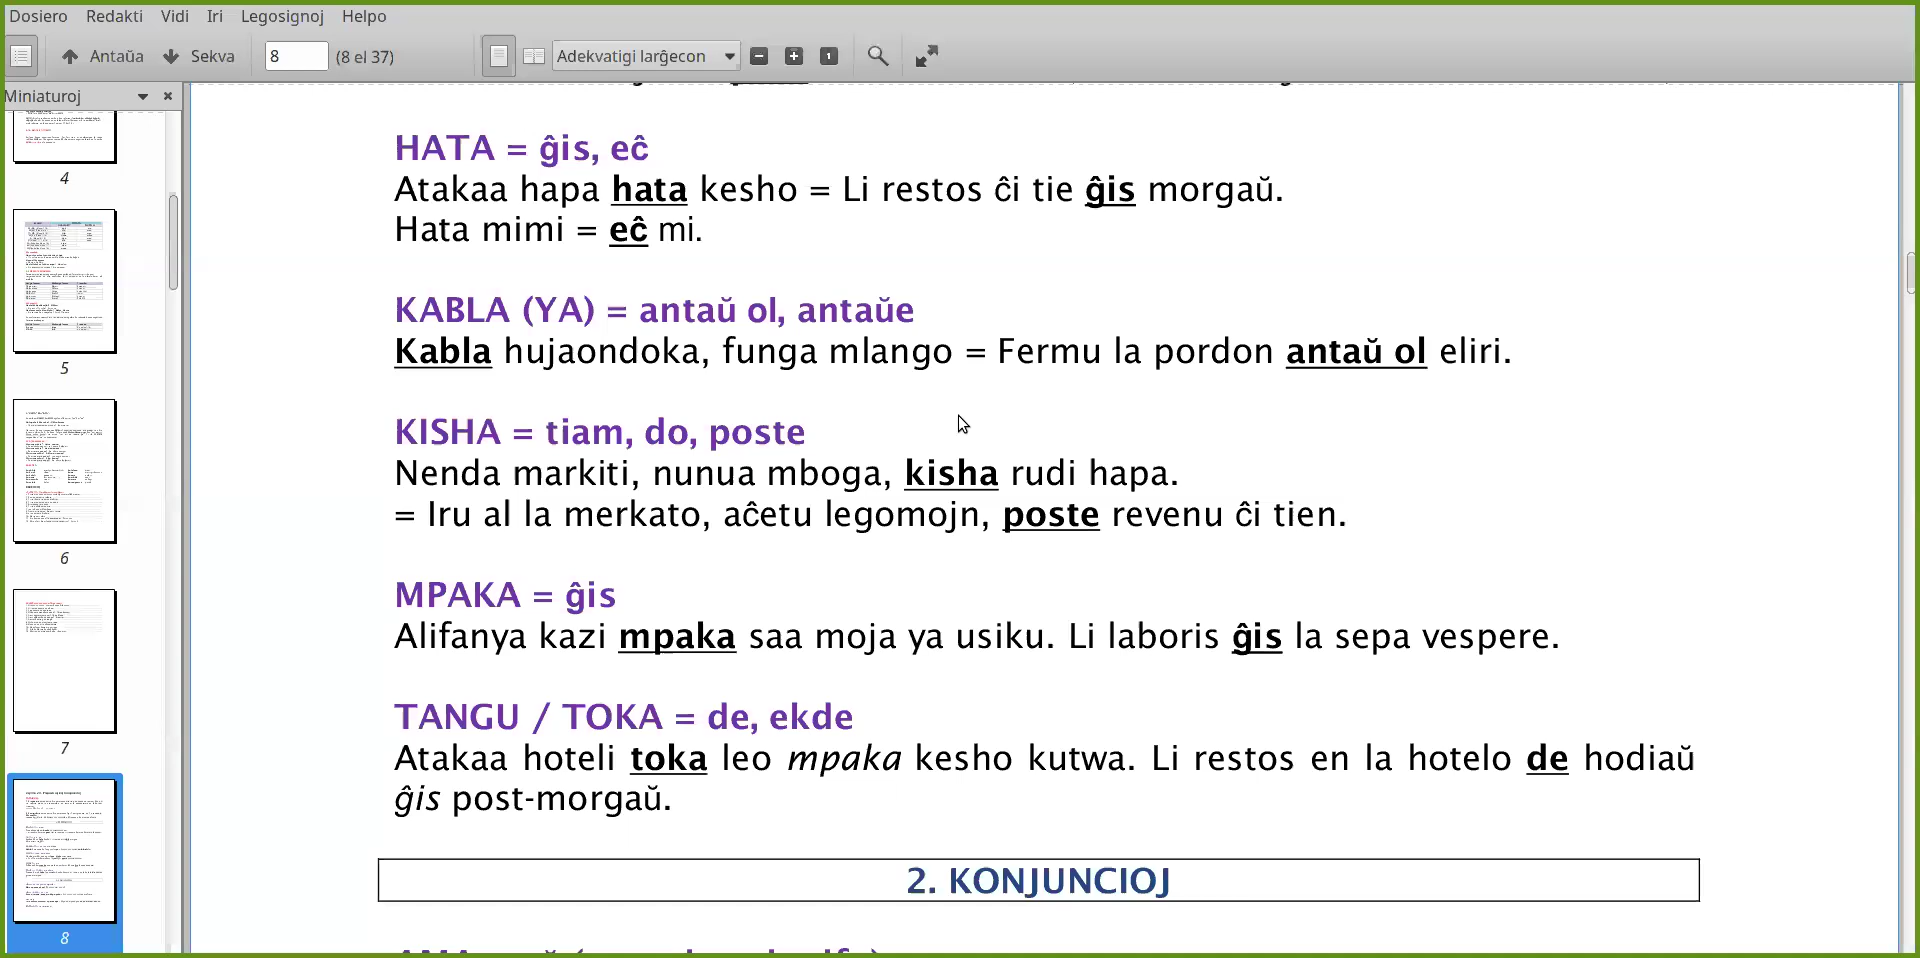 Dosiero Redakti Vidi Iri Legosignoj Helpo
Antaŭa Sekva 8 (8 el 37) Adekvatigi larĝecon
Miniaturoj
4
5
6
7
8
HATA = ĝis, eĉ
Atakaa hapa hata kesho = Li restos ĉi tie ĝis morgaŭ.
Hata mimi = eĉ mi.
KABLA (YA) = antaŭ ol, antaŭe
Kabla hujaondoka, funga mlango = Fermu la pordon antaŭ ol eliri.
KISHA = tiam, do, poste
Nenda markiti, nunua mboga, kisha rudi hapa.
= Iru al la merkato, aĉetu legomojn, poste revenu ĉi tien.
MPAKA = ĝis
Alifanya kazi mpaka saa moja ya usiku. Li laboris ĝis la sepa vespere.
TANGU / TOKA = de, ekde
Atakaa hoteli toka leo mpaka kesho kutwa. Li restos en la hotelo de hodiaŭ
ĝis post-morgaŭ.
2. KONJUNCIOJ